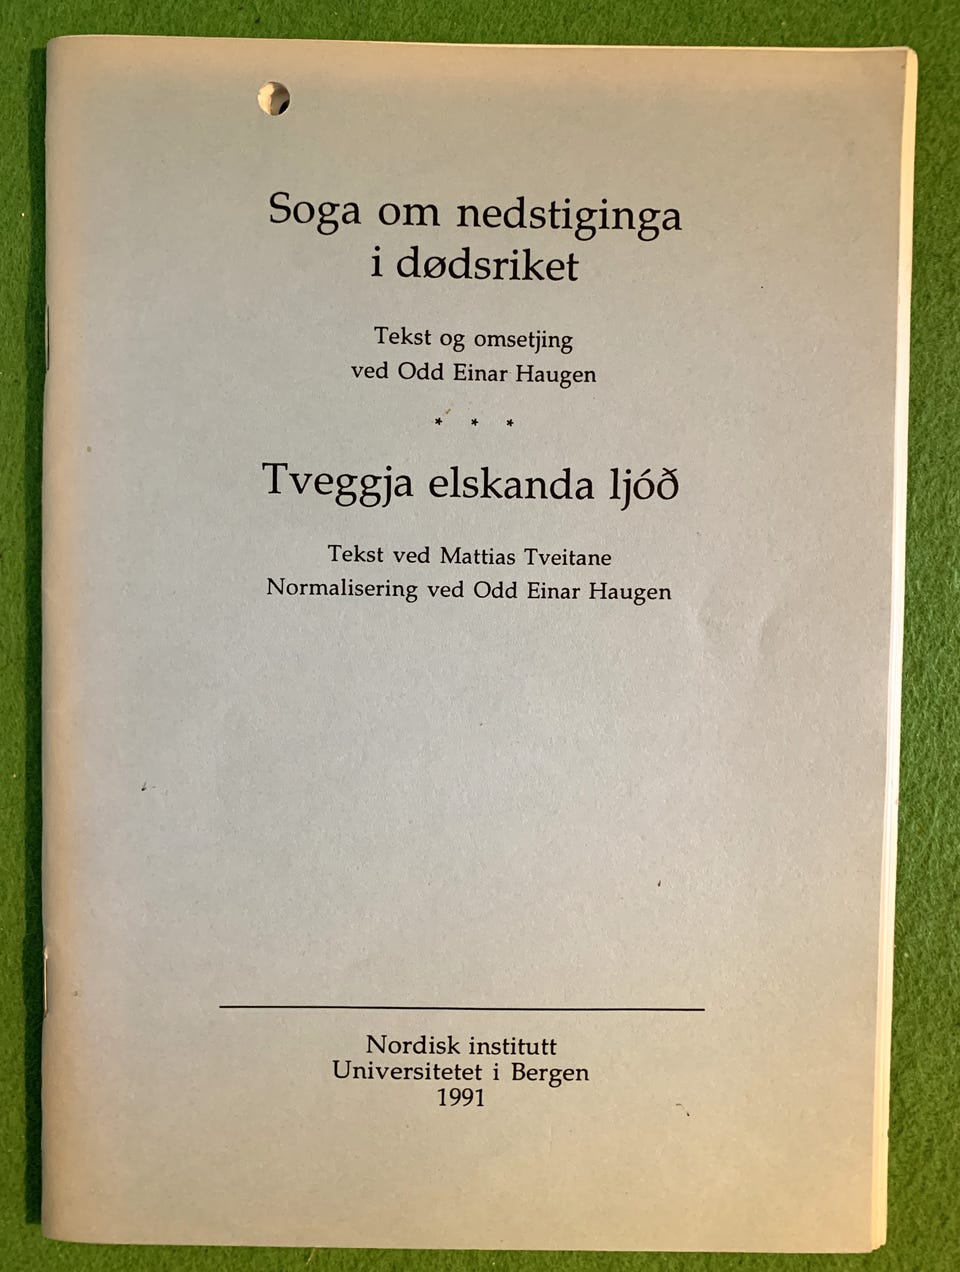 Soga om nedstiginga
i dødsriket
Tekst og omsetjing
ved Odd Einar Haugen
* * *
Tveggja elskanda ljóð
Tekst ved Mattias Tveitane
Normalisering ved Odd Einar Haugen
Nordisk institutt
Universitetet i Bergen
1991